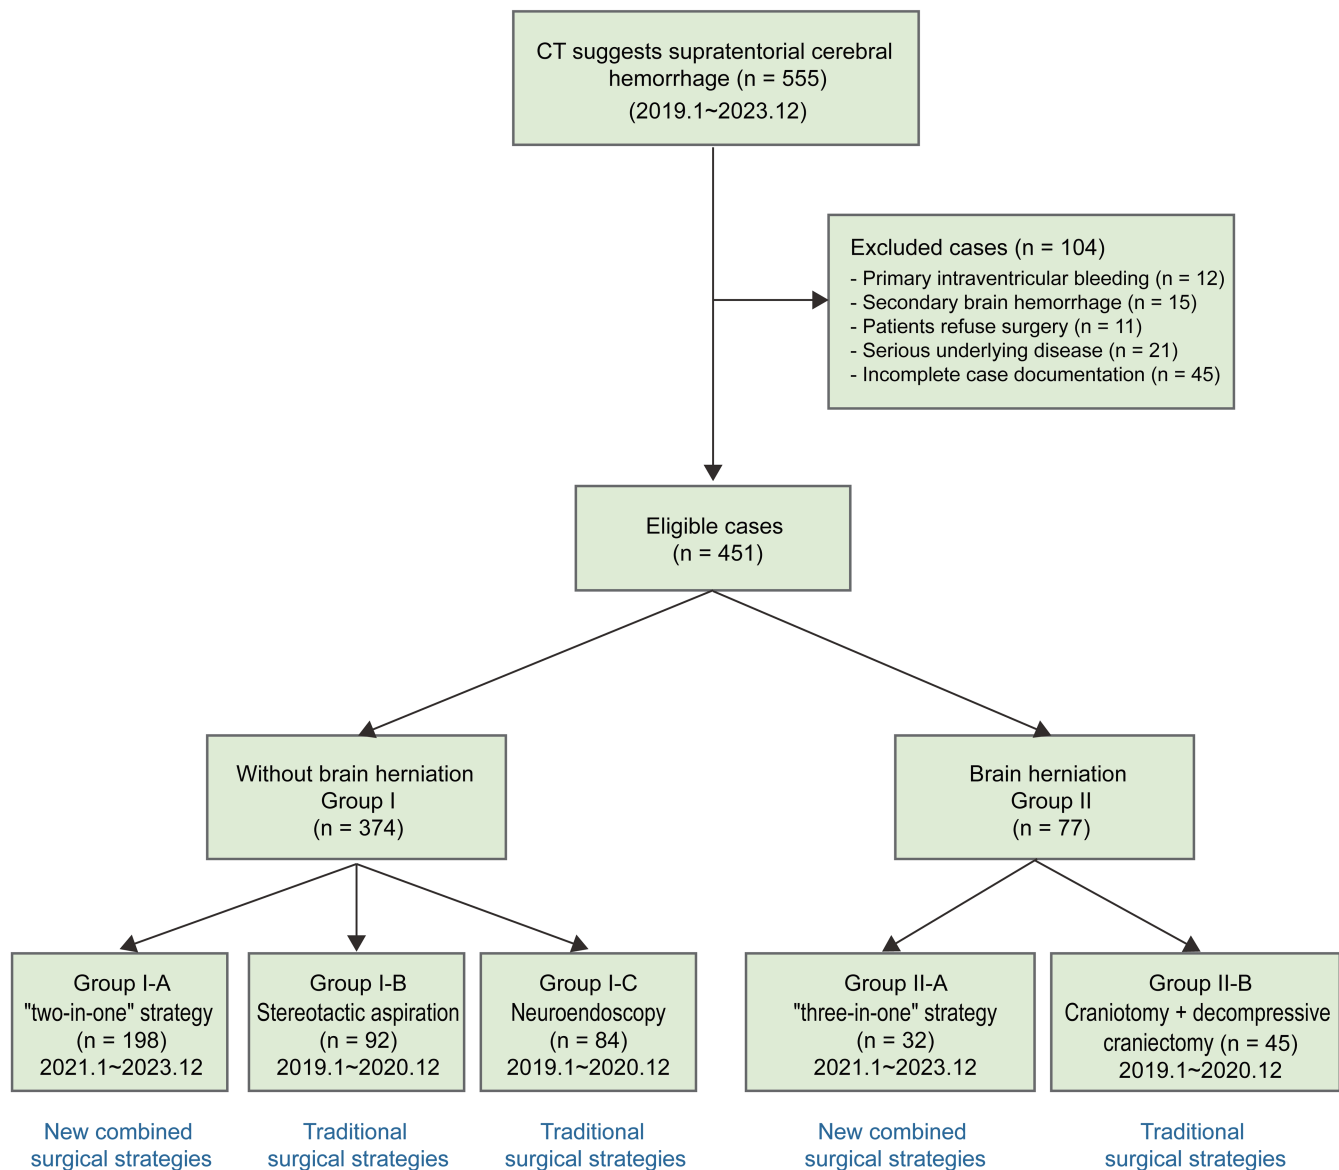 CT suggests supratentorial cerebral
hemorrhage (n = 555)
(2019.1~2023.12)
Excluded cases (n = 104)
- Primary intraventricular bleeding (n = 12)
- Secondary brain hemorrhage (n = 15)
- Patients refuse surgery (n = 11)
- Serious underlying disease (n = 21)
- Incomplete case documentation (n = 45)
Eligible cases
(n = 451)
Without brain herniation
Group I
(n = 374)
Brain herniation
Group II
(n = 77)
Group I-A
"two-in-one" strategy
(n = 198)
2021.1~2023.12
Group I-B
Stereotactic aspiration
(n = 92)
2019.1~2020.12
Group I-C
Neuroendoscopy
(n = 84)
2019.1~2020.12
Group II-A
"three-in-one" strategy
(n = 32)
2021.1~2023.12
Group II-B
Craniotomy + decompressive
craniectomy (n = 45)
2019.1~2020.12
New combined
surgical strategies
Traditional
surgical strategies
Traditional
surgical strategies
New combined
surgical strategies
Traditional
surgical strategies